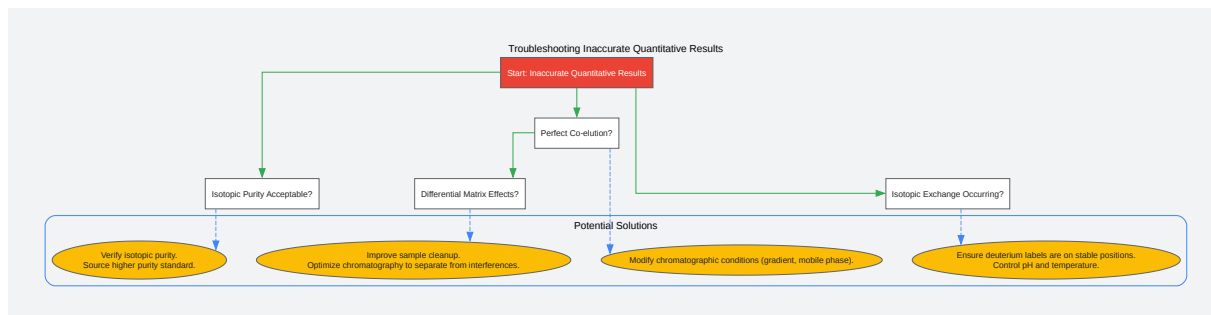 Troubleshooting Inaccurate Quantitative Results
Start: Inaccurate Quantitative Results
Perfect Co-elution?
Isotopic Purity Acceptable?
Differential Matrix Effects?
Isotopic Exchange Occurring?
Potential Solutions
Verify isotopic purity.
Source higher purity standard.
Improve sample cleanup.
Optimize chromatography to separate from interferences.
Modify chromatographic conditions (gradient, mobile phase).
Ensure deuterium labels are on stable positions.
Control pH and temperature.